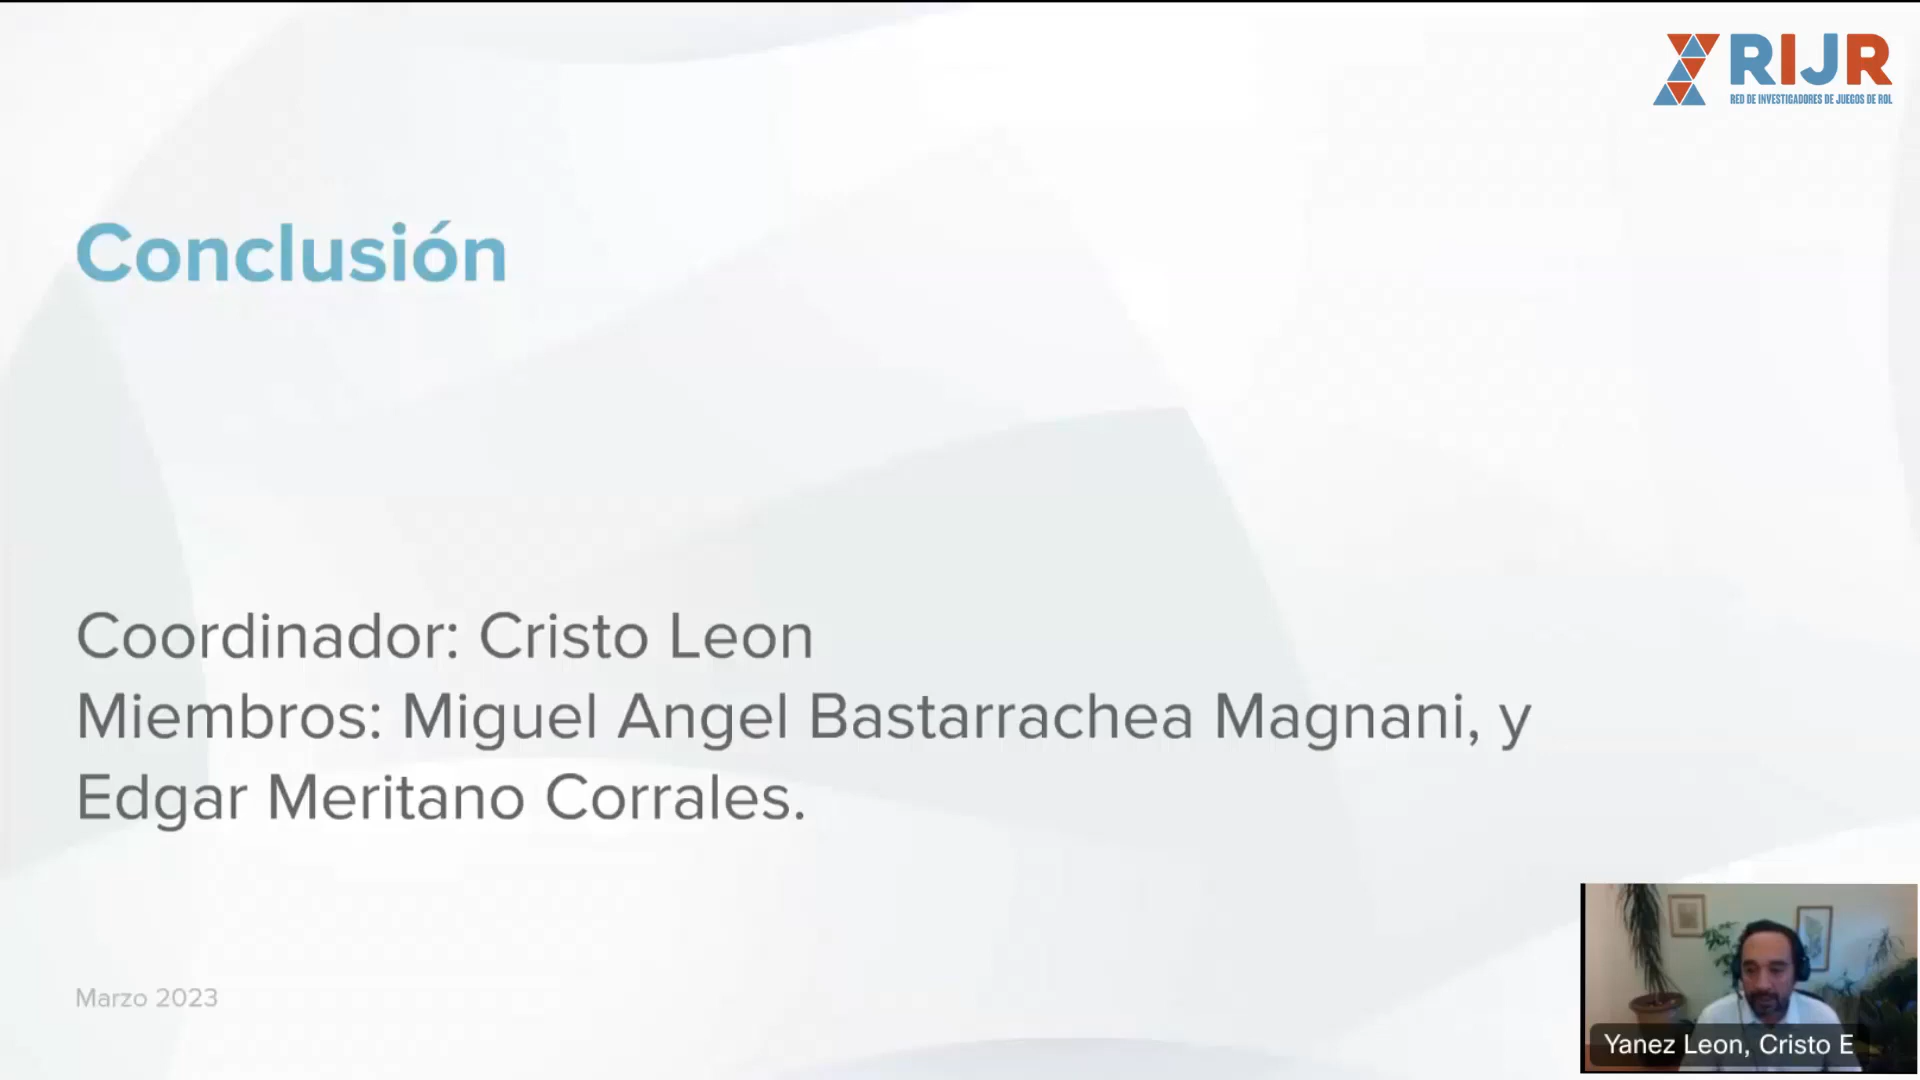 RIJR
RED DE INVESTIGADORES DE JUEGOS DE ROL
Conclusión
Coordinador: Cristo Leon
Miembros: Miguel Angel Bastarrachea Magnani, y
Edgar Meritano Corrales.
Marzo 2023
Yanez Leon, Cristo E